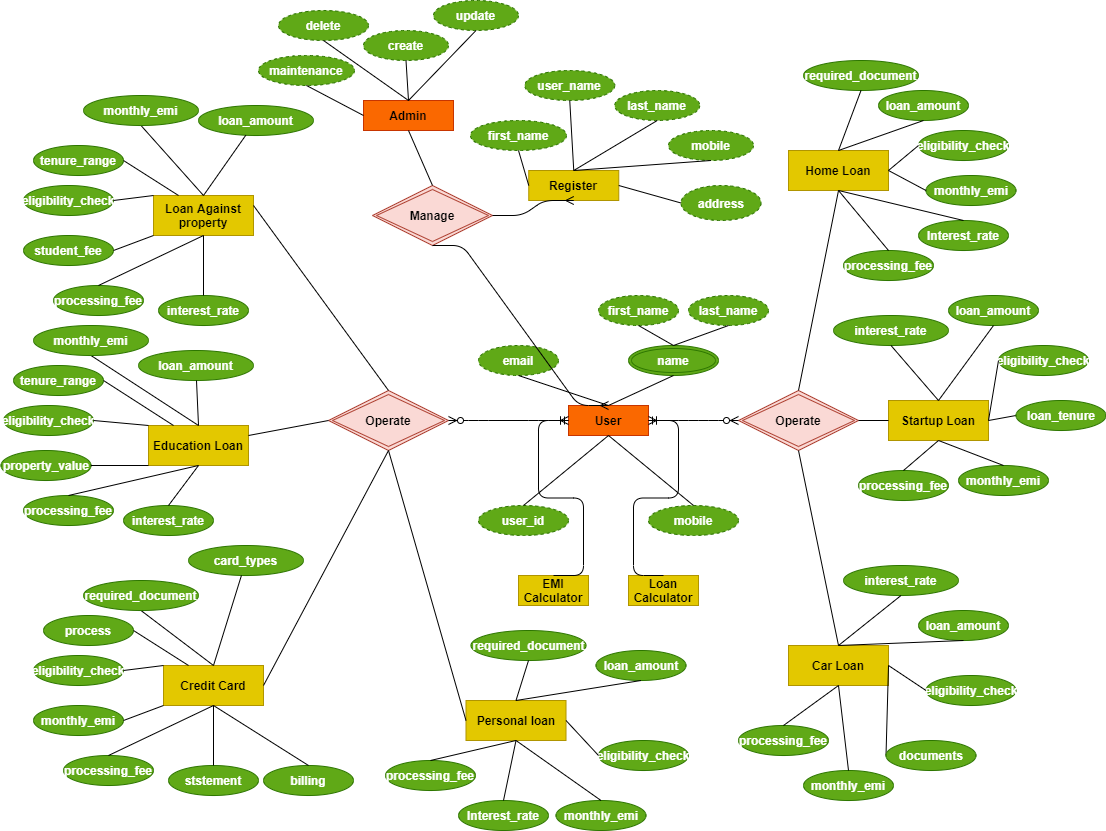 update
delete
create
maintenance
Admin
user_name
last_name
first_name
mobile
Register
address
Manage
monthly_emi
loan_amount
tenure_range
eligibility_check
Loan Against
property
student_fee
processing_fee
interest_rate
required_document
loan_amount
eligibility_check
Home Loan
monthly_emi
Interest_rate
processing_fee
monthly_emi
loan_amount
tenure_range
eligibility_check
Education Loan
property_value
processing_fee
interest_rate
first_name
last_name
email
name
Operate
User
Operate
user_id
mobile
EMI
Calculator
Loan
Calculator
loan_amount
interest_rate
eligibility_check
loan_tenure
Startup Loan
processing_fee
monthly_emi
card_types
required_document
process
eligibility_check
Credit Card
monthly_emi
processing_fee
ststement
billing
required_document
loan_amount
Personal loan
eligibility_check
processing_fee
Interest_rate
monthly_emi
interest_rate
loan_amount
Car Loan
eligibility_check
processing_fee
documents
monthly_emi